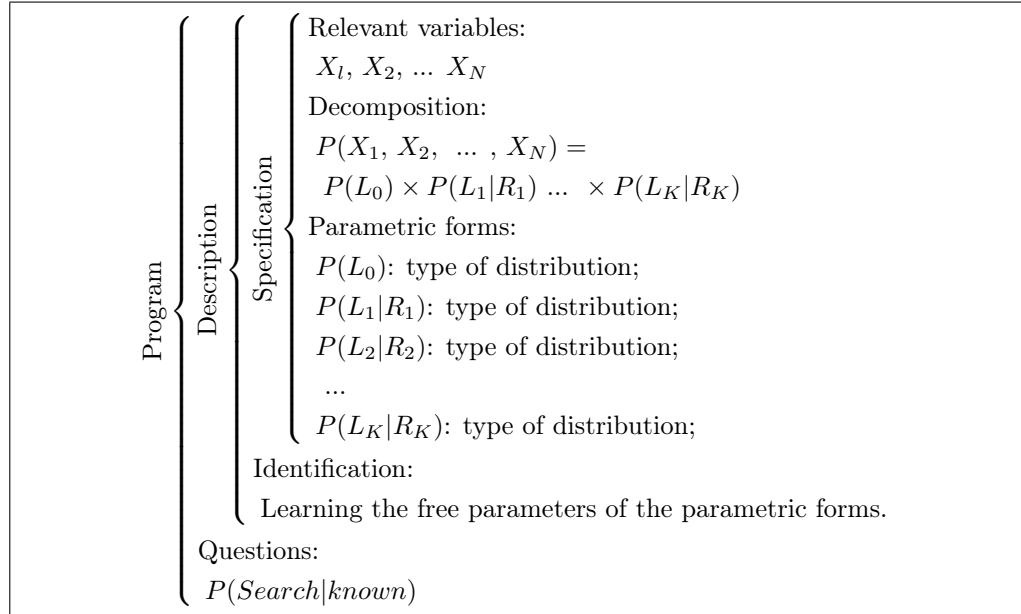 Program
Description
Specification
Relevant variables:
X_l, X_2, ... X_N
Decomposition:
P(X_1, X_2, ... , X_N) =
P(L_0) × P(L_1|R_1) ... × P(L_K|R_K)
Parametric forms:
P(L_0): type of distribution;
P(L_1|R_1): type of distribution;
P(L_2|R_2): type of distribution;
...
P(L_K|R_K): type of distribution;
Identification:
Learning the free parameters of the parametric forms.
Questions:
P(Search|known)